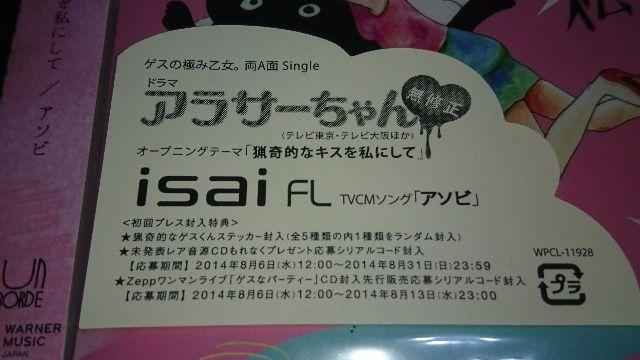 を私にして／アソビ
ゲスの極み乙女。両A面 Single
ドラマ
アラサーちゃん
無修正
(テレビ東京・テレビ大阪ほか)
オープニングテーマ「猟奇的なキスを私にして」
isai FL TVCMソング「アソビ」
<初回プレス封入特典>
★猟奇的なゲスくんステッカー封入(全5種類の内1種類をランダム封入)
★未発表レア音源CDもれなくプレゼント応募シリアルコード封入
【応募期間】2014年8月6日(水)12:00〜2014年8月31日(日)23:59
★Zeppワンマンライブ「ゲスなパーティー」CD封入先行販売応募シリアルコード封入
【応募期間】2014年8月6日(水)12:00〜2014年8月13日(水)23:00
WPCL-11928
プラ
UN
BORDE
WARNER MUSIC
JAPAN